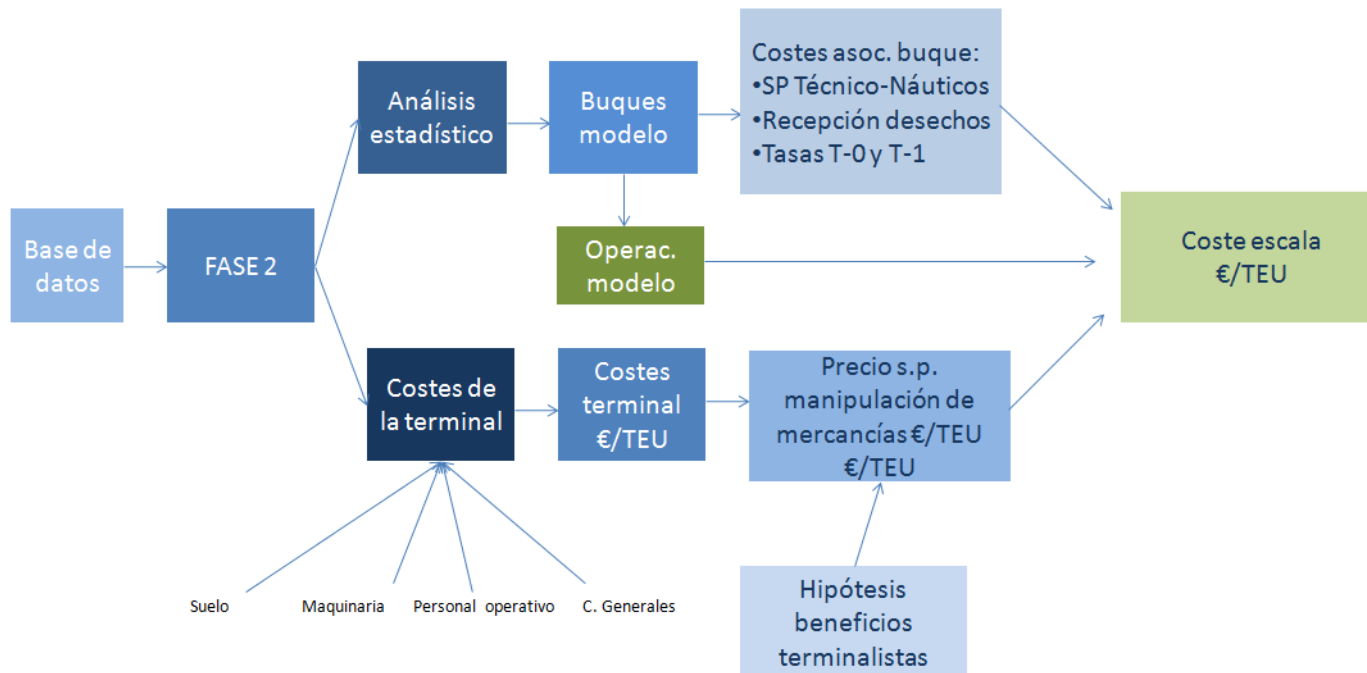 Base de
datos
FASE 2
Análisis
estadístico
Buques
modelo
Costes asoc. buque:
•SP Técnico-Náuticos
•Recepción desechos
•Tasas T-0 y T-1
Operac.
modelo
Coste escala
€/TEU
Costes de
la terminal
Costes
terminal
€/TEU
Precio s.p.
manipulación de
mercancías €/TEU
€/TEU
Suelo
Maquinaria
Personal operativo
C. Generales
Hipótesis
beneficios
terminalistas